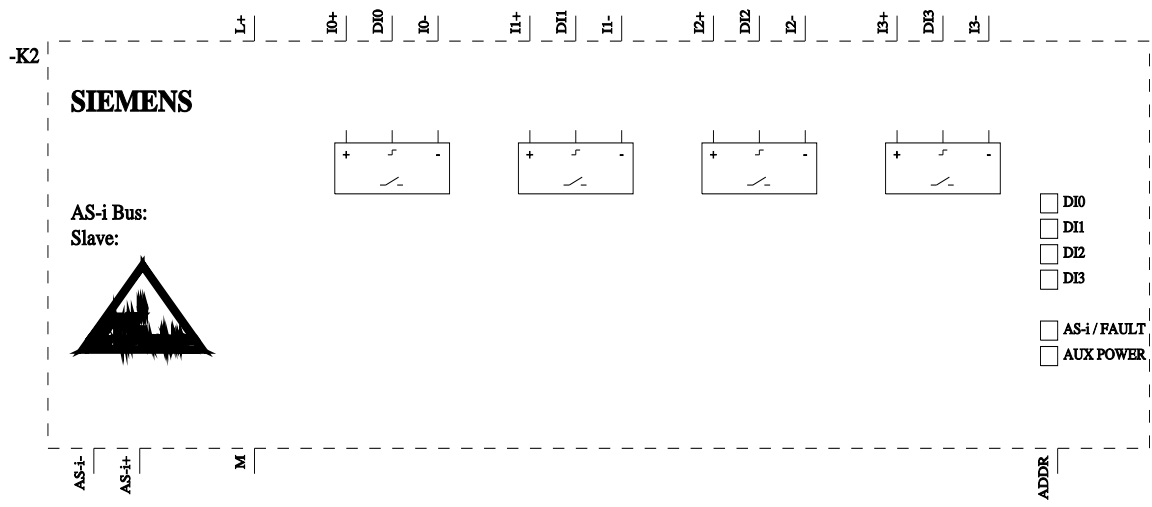 L+ I0+ DI0 I0- I1+ DI1 I1- I2+ DI2 I2- I3+ DI3 I3-
-K2
SIEMENS
+ - + - + - + -
AS-i Bus:
Slave:
DI0
DI1
DI2
DI3
AS-i / FAULT
AUX POWER
AS-i- AS-i+ M ADDR